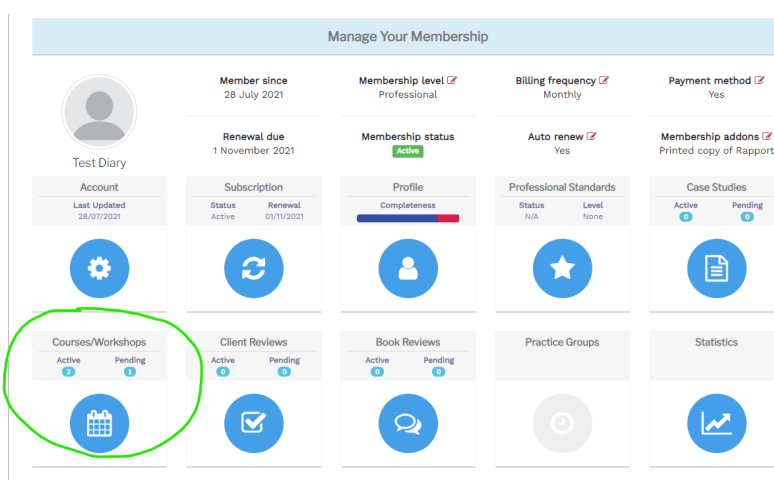 Manage Your Membership
Member since
28 July 2021
Membership level
Professional
Billing frequency
Monthly
Payment method
Yes
Renewal due
1 November 2021
Membership status
Active
Auto renew
Yes
Membership addons
Printed copy of Rapport
Test Diary
Account
Last Updated
28/07/2021
Subscription
Status Renewal
Active 01/11/2021
Profile
Completeness
Professional Standards
Status Level
N/A None
Case Studies
Active Pending
0 0
Courses/Workshops
Active Pending
2 1
Client Reviews
Active Pending
0 0
Book Reviews
Active Pending
0 0
Practice Groups
Statistics